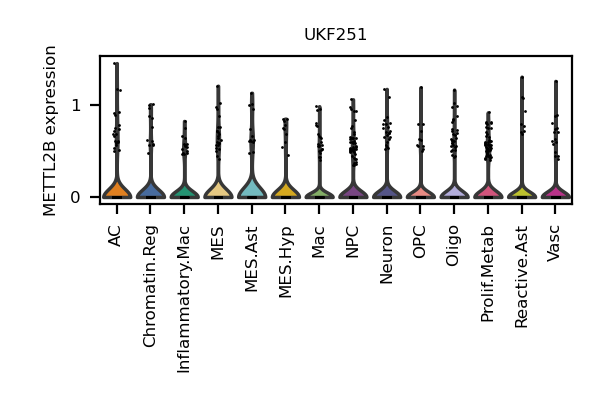 UKF251
METTL2B expression
1
0
AC
Chromatin.Reg
Inflammatory.Mac
MES
MES.Ast
MES.Hyp
Mac
NPC
Neuron
OPC
Oligo
Prolif.Metab
Reactive.Ast
Vasc